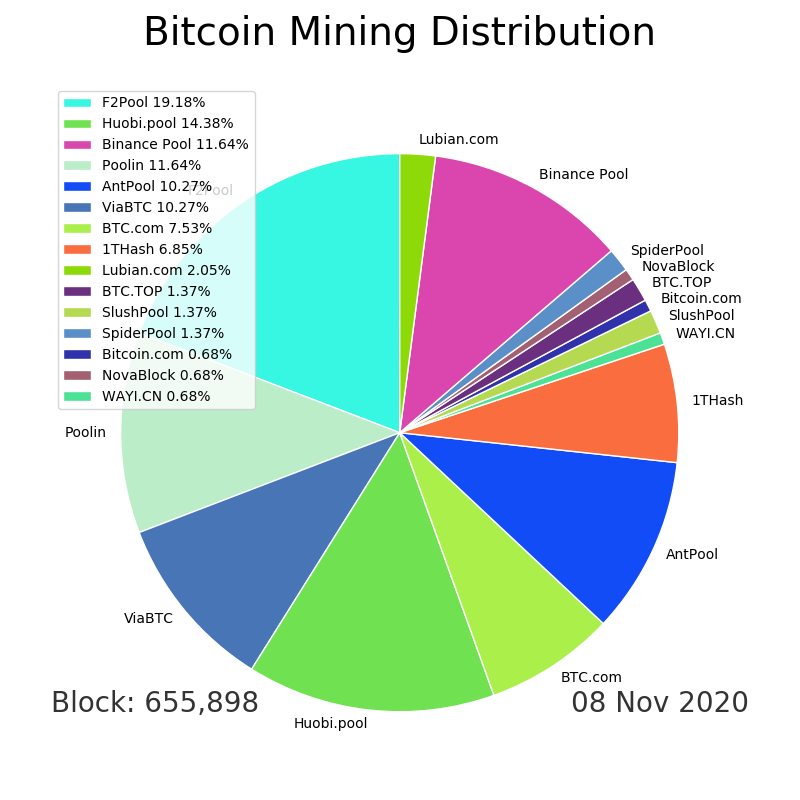 Bitcoin Mining Distribution
F2Pool 19.18%
Huobi.pool 14.38%
Binance Pool 11.64%
Poolin 11.64%
AntPool 10.27%
ViaBTC 10.27%
BTC.com 7.53%
1THash 6.85%
Lubian.com 2.05%
BTC.TOP 1.37%
SlushPool 1.37%
SpiderPool 1.37%
Bitcoin.com 0.68%
NovaBlock 0.68%
WAYI.CN 0.68%
F2Pool
Lubian.com
Binance Pool
SpiderPool
NovaBlock
BTC.TOP
Bitcoin.com
SlushPool
WAYI.CN
1THash
AntPool
BTC.com
Huobi.pool
ViaBTC
Poolin
Block: 655,898
08 Nov 2020